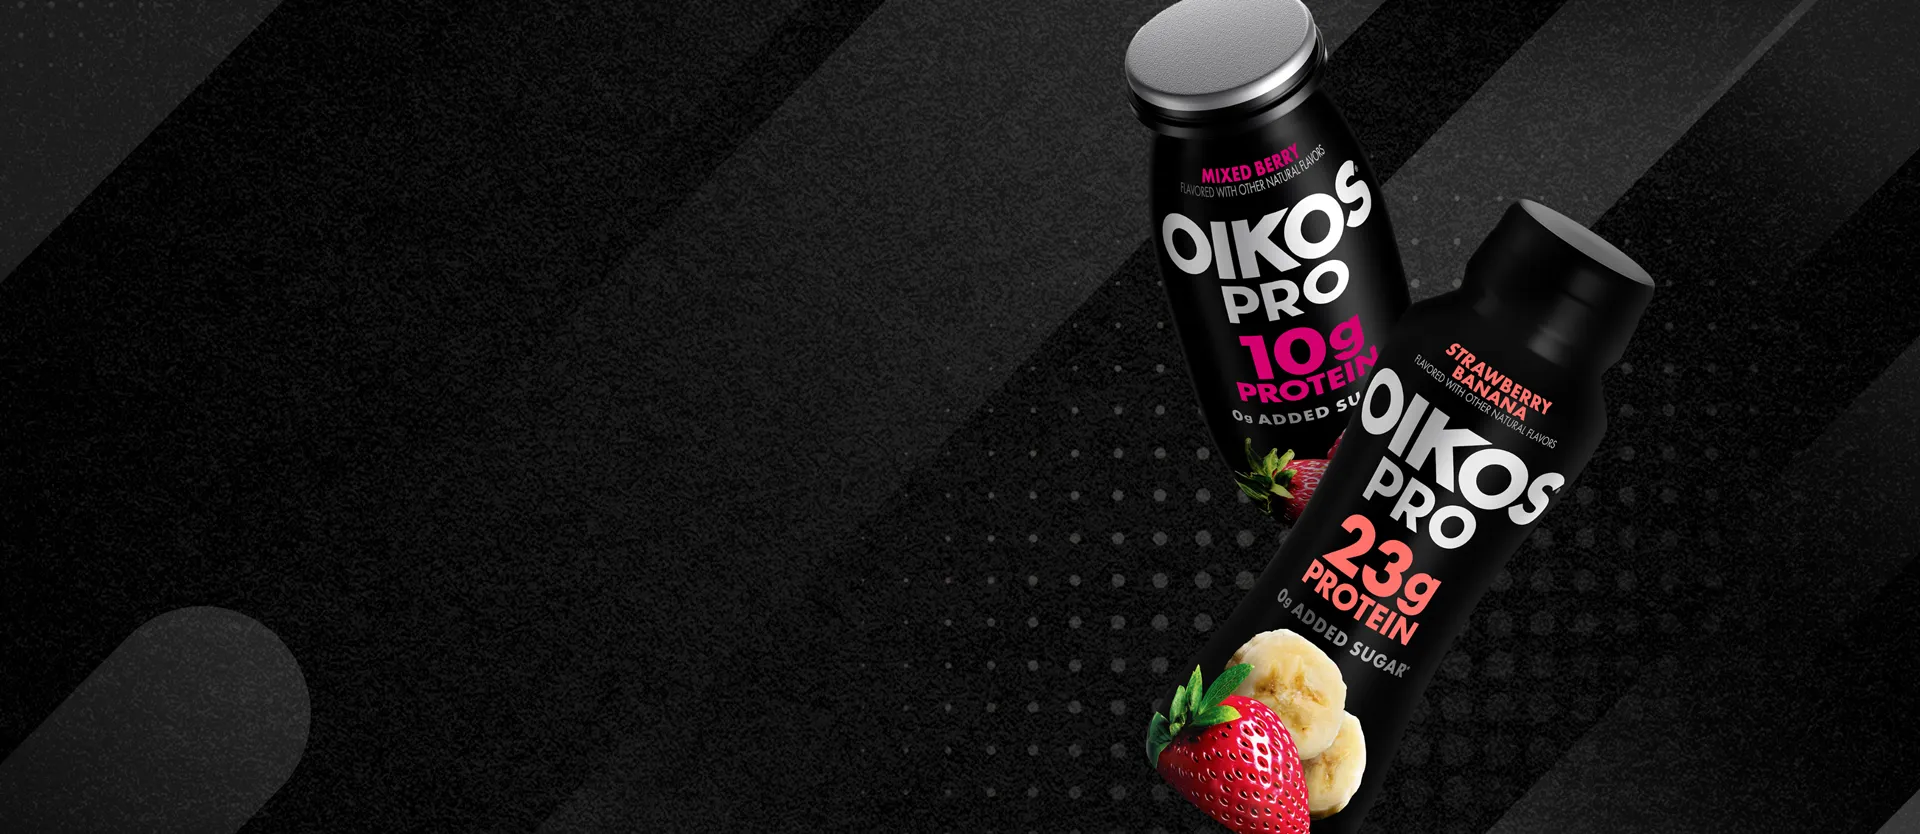 MIXED BERRY
FLAVORED WITH OTHER NATURAL FLAVORS
OIKOS
PRO
10g
PROTEIN
0g ADDED SU
STRAWBERRY
BANANA
FLAVORED WITH OTHER NATURAL FLAVORS
OIKOS
PRO
23g
PROTEIN
0g ADDED SUGAR*